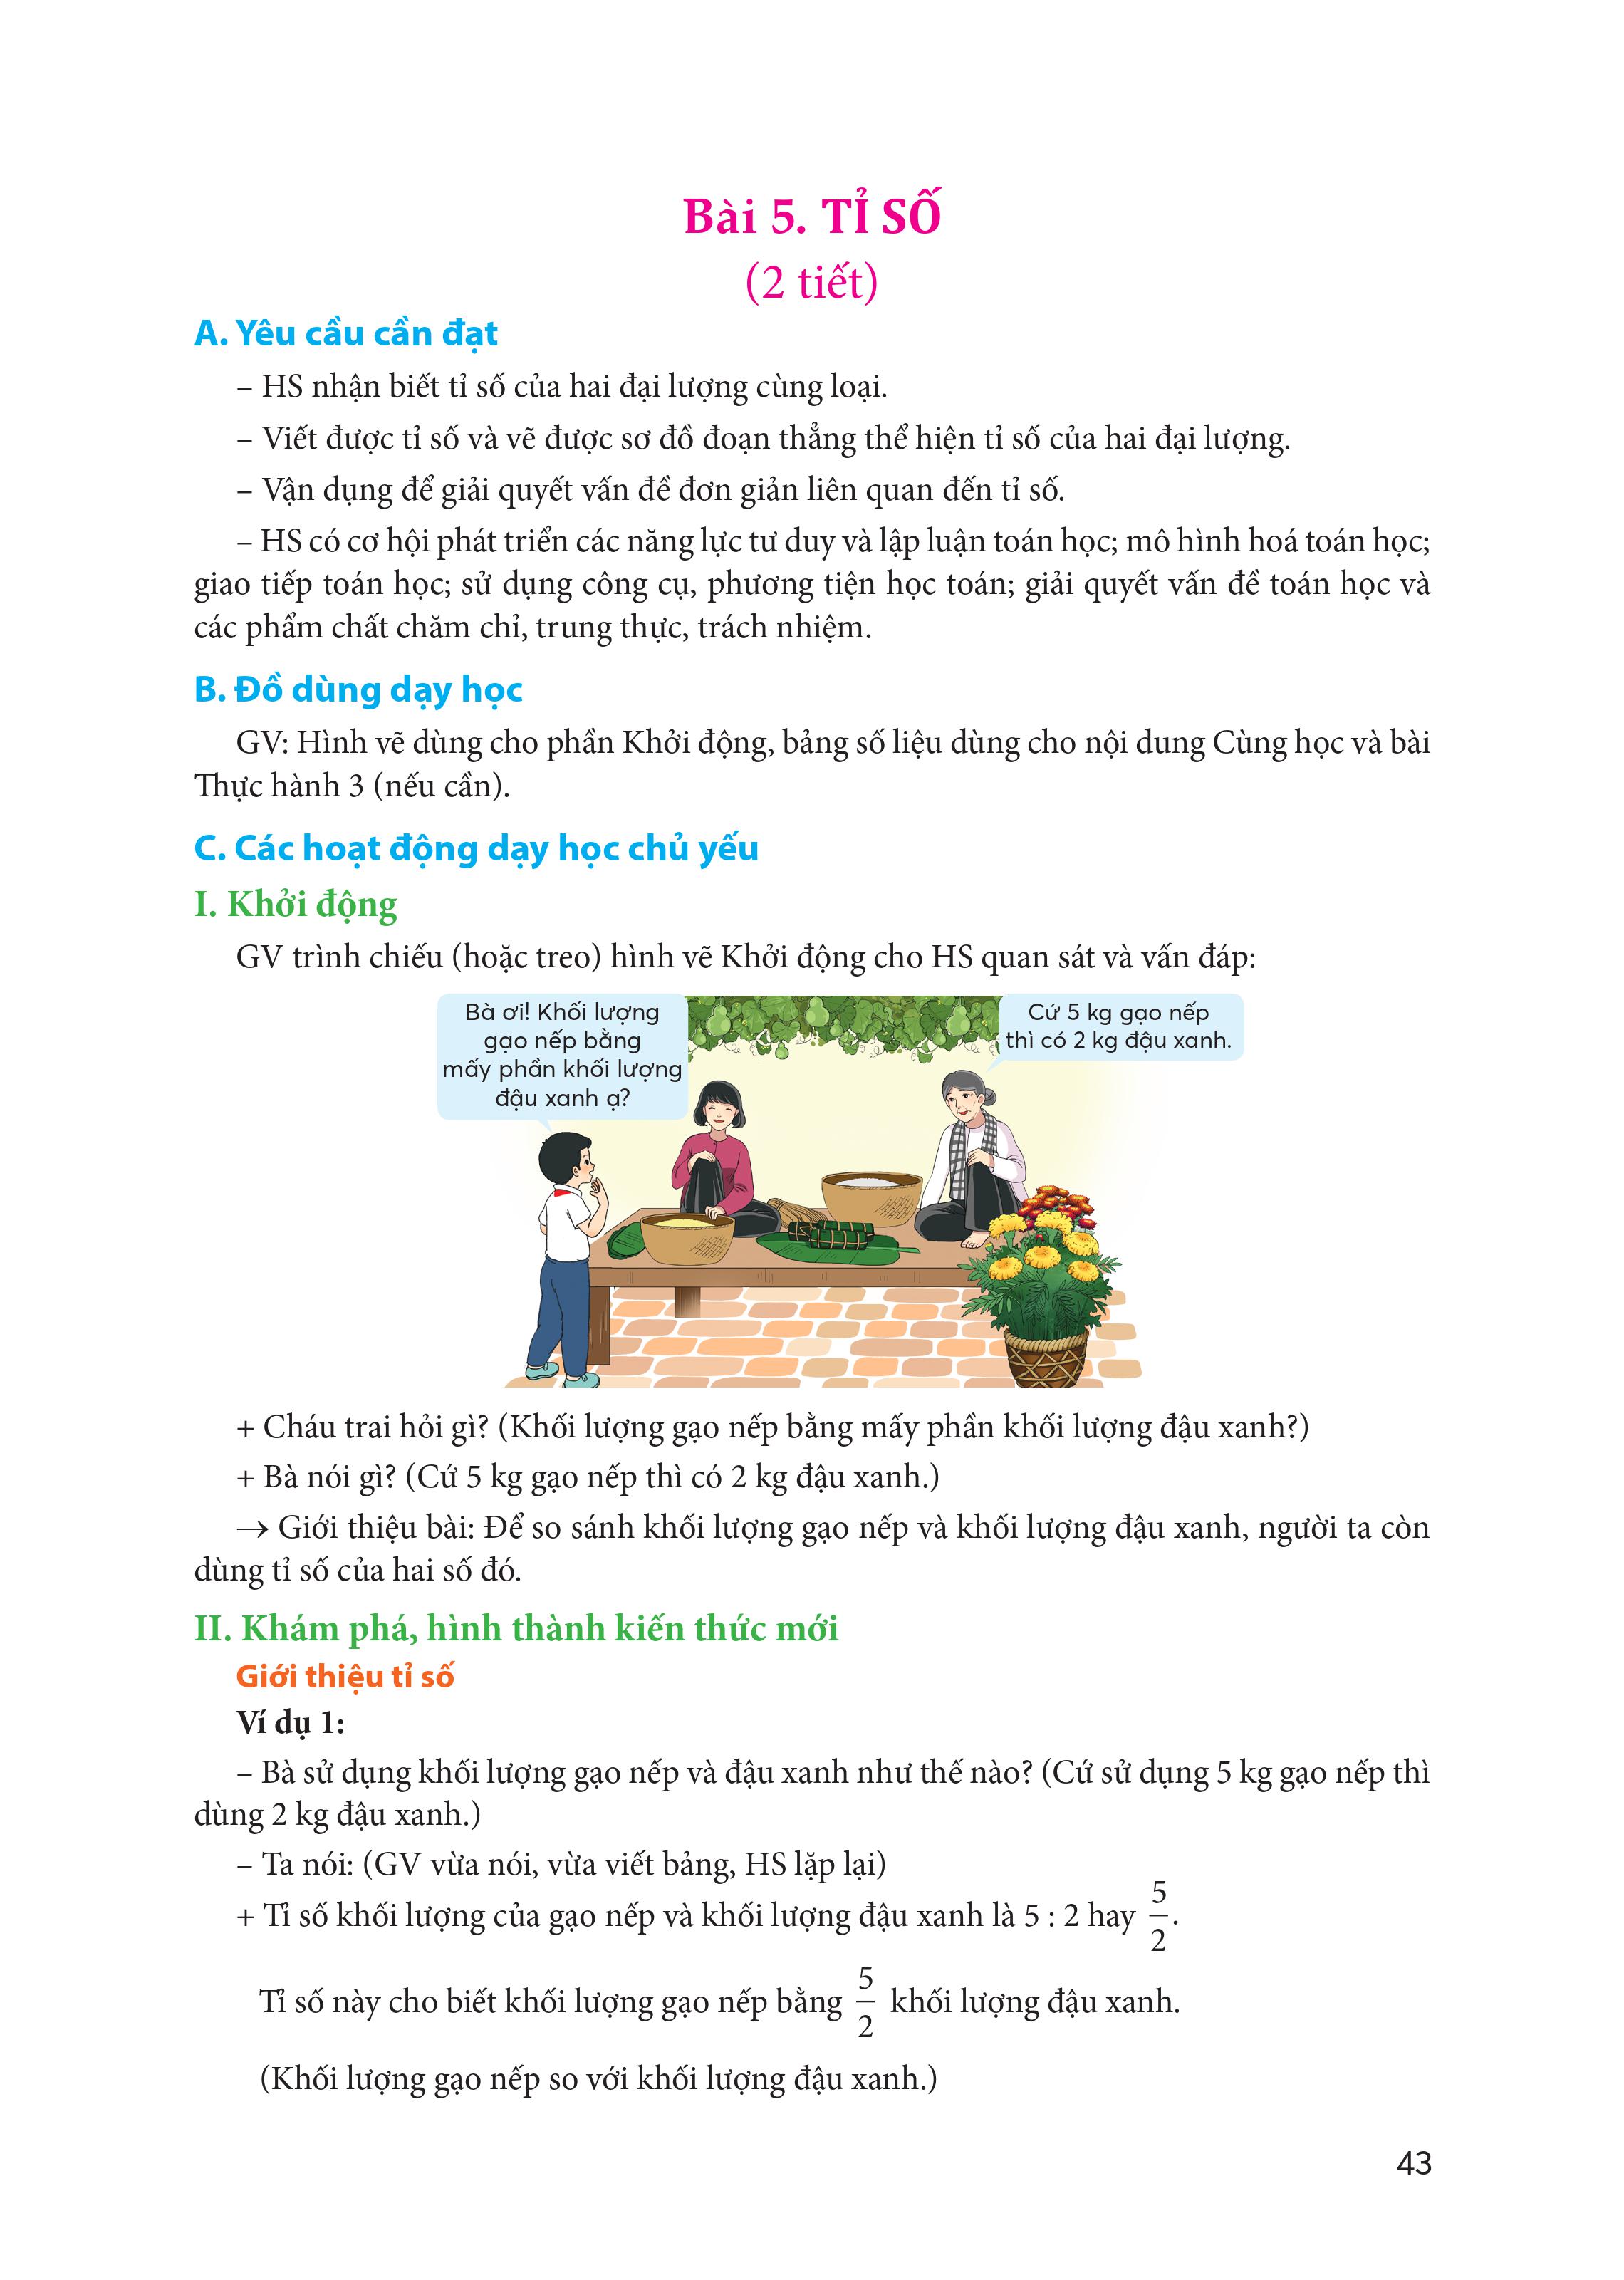 Bài 5. TỈ SỐ
(2 tiết)
A. Yêu cầu cần đạt
– HS nhận biết tỉ số của hai đại lượng cùng loại.
– Viết được tỉ số và vẽ được sơ đồ đoạn thẳng thể hiện tỉ số của hai đại lượng.
– Vận dụng để giải quyết vấn đề đơn giản liên quan đến tỉ số.
– HS có cơ hội phát triển các năng lực tư duy và lập luận toán học; mô hình hoá toán học;
giao tiếp toán học; sử dụng công cụ, phương tiện học toán; giải quyết vấn đề toán học và
các phẩm chất chăm chỉ, trung thực, trách nhiệm.
B. Đồ dùng dạy học
GV: Hình vẽ dùng cho phần Khởi động, bảng số liệu dùng cho nội dung Cùng học và bài
Thực hành 3 (nếu cần).
C. Các hoạt động dạy học chủ yếu
I. Khởi động
GV trình chiếu (hoặc treo) hình vẽ Khởi động cho HS quan sát và vấn đáp:
Bà ơi! Khối lượng
gạo nếp bằng
mấy phần khối lượng
đậu xanh ạ?
Cứ 5 kg gạo nếp
thì có 2 kg đậu xanh.
+ Cháu trai hỏi gì? (Khối lượng gạo nếp bằng mấy phần khối lượng đậu xanh?)
+ Bà nói gì? (Cứ 5 kg gạo nếp thì có 2 kg đậu xanh.)
→ Giới thiệu bài: Để so sánh khối lượng gạo nếp và khối lượng đậu xanh, người ta còn
dùng tỉ số của hai số đó.
II. Khám phá, hình thành kiến thức mới
Giới thiệu tỉ số
Ví dụ 1:
– Bà sử dụng khối lượng gạo nếp và đậu xanh như thế nào? (Cứ sử dụng 5 kg gạo nếp thì
dùng 2 kg đậu xanh.)
– Ta nói: (GV vừa nói, vừa viết bảng, HS lặp lại)
+ Tỉ số khối lượng của gạo nếp và khối lượng đậu xanh là 5 : 2 hay 5/2.
Tỉ số này cho biết khối lượng gạo nếp bằng 5/2 khối lượng đậu xanh.
(Khối lượng gạo nếp so với khối lượng đậu xanh.)
43